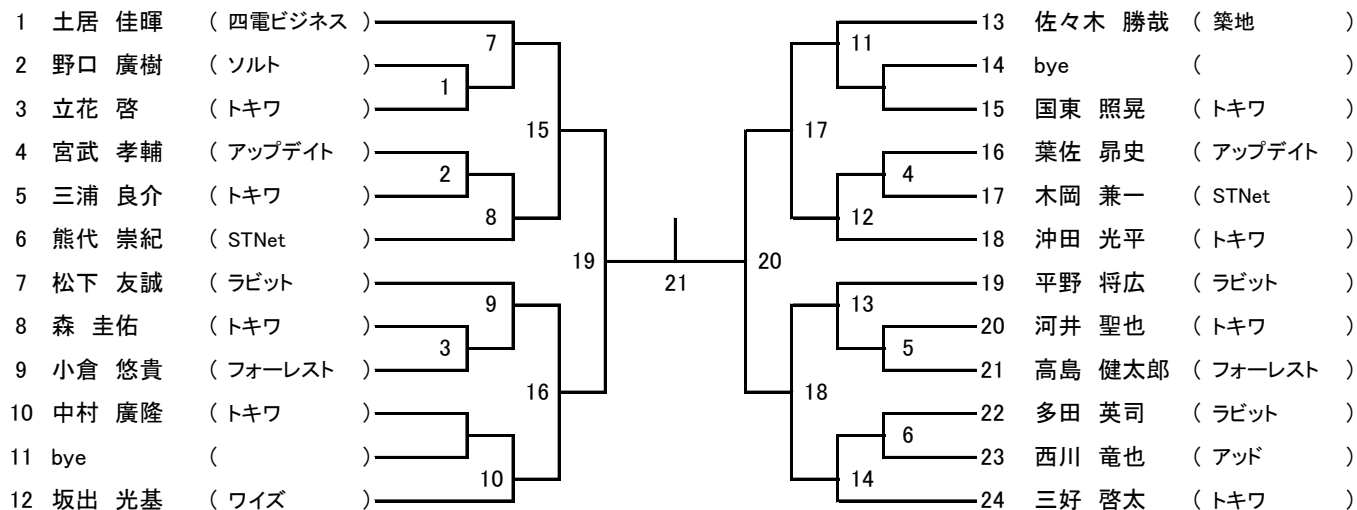 1 土居 佳暉 ( 四電ビジネス )
2 野口 廣樹 ( ソルト )
3 立花 啓 ( トキワ )
4 宮武 孝輔 ( アップデイト )
5 三浦 良介 ( トキワ )
6 熊代 崇紀 ( STNet )
7 松下 友誠 ( ラビット )
8 森 圭佑 ( トキワ )
9 小倉 悠貴 ( フォーレスト )
10 中村 廣隆 ( トキワ )
11 bye ( )
12 坂出 光基 ( ワイズ )
7
1
15
2
8
19
9
3
16
10
21
11
17
4
12
20
13
5
18
6
14
13 佐々木 勝哉 ( 築地 )
14 bye ( )
15 国東 照晃 ( トキワ )
16 葉佐 昴史 ( アップデイト )
17 木岡 兼一 ( STNet )
18 沖田 光平 ( トキワ )
19 平野 将広 ( ラビット )
20 河井 聖也 ( トキワ )
21 高島 健太郎 ( フォーレスト )
22 多田 英司 ( ラビット )
23 西川 竜也 ( アッド )
24 三好 啓太 ( トキワ )